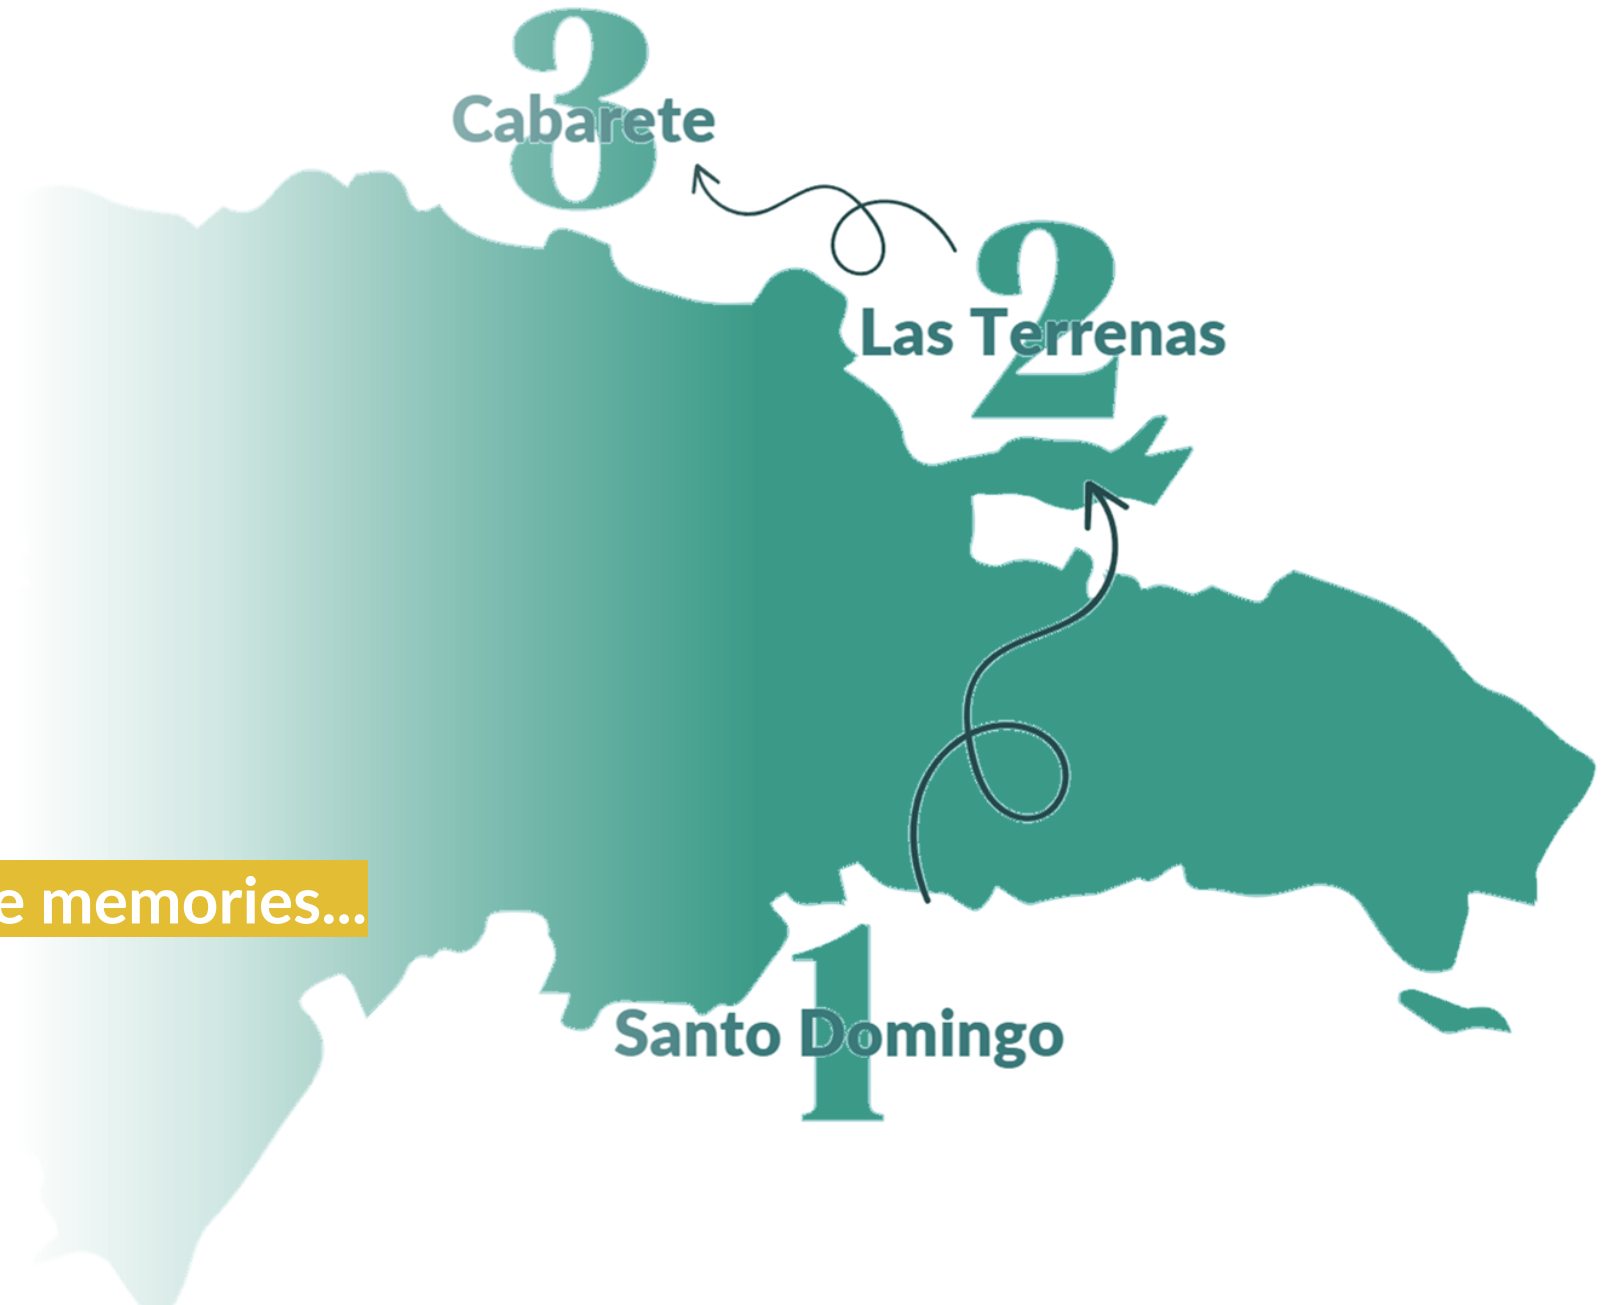 3
Cabarete
2
Las Terrenas
e memories...
1
Santo Domingo